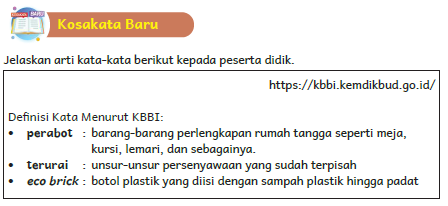 Kosakata Baru
Jelaskan arti kata-kata berikut kepada peserta didik.
https://kbbi.kemdikbud.go.id/
Definisi Kata Menurut KBBI:
• perabot : barang-barang perlengkapan rumah tangga seperti meja,
kursi, lemari, dan sebagainya.
• terurai : unsur-unsur persenyawaan yang sudah terpisah
• eco brick : botol plastik yang diisi dengan sampah plastik hingga padat